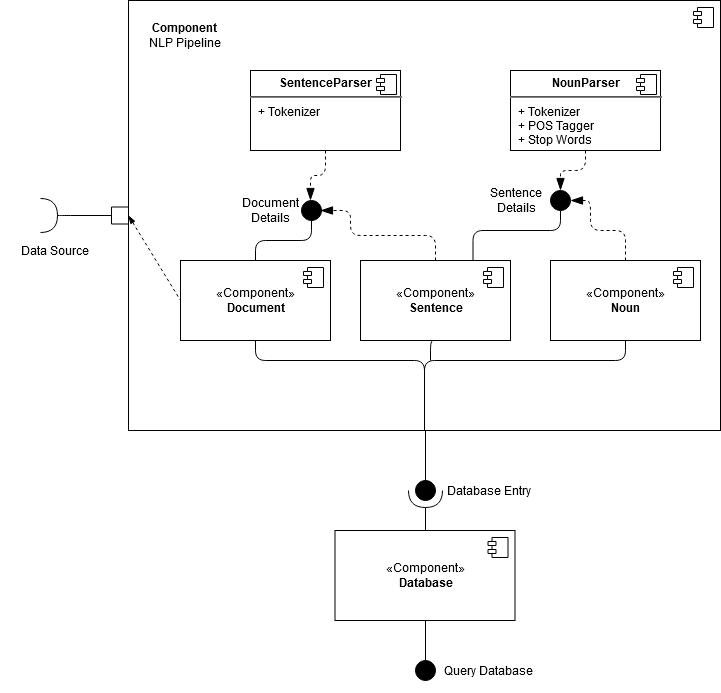 Component
NLP Pipeline
SentenceParser
+ Tokenizer
NounParser
+ Tokenizer
+ POS Tagger
+ Stop Words
Document
Details
Sentence
Details
Data Source
«Component»
Document
«Component»
Sentence
«Component»
Noun
Database Entry
«Component»
Database
Query Database